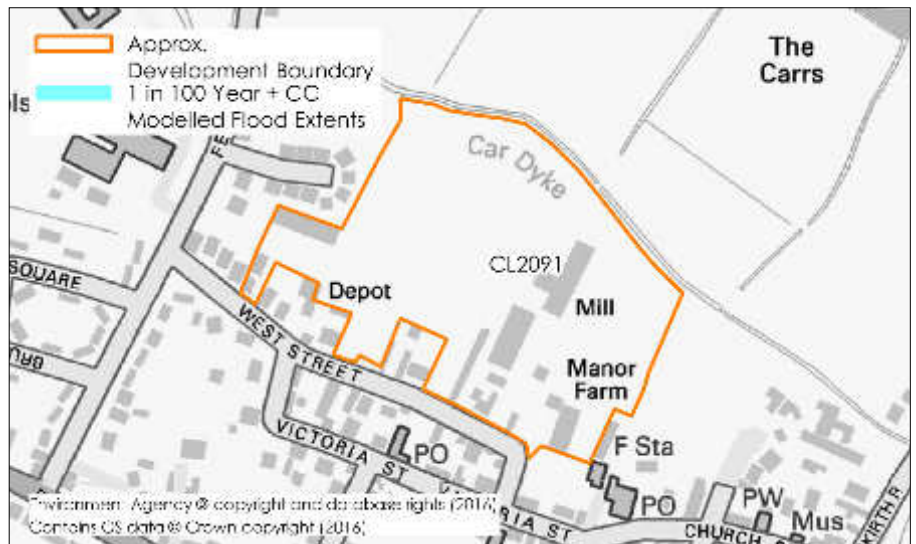 Approx.
Development Boundary
1 in 100 Year + CC
Modelled Flood Extents
The
Carrs
Car Dyke
CL2091
Depot
Mill
SQUARE
WEST STREET
Manor
Farm
F Sta
VICTORIA ST
PO
PO
PW
Mus
CHURCH
Environment Agency © copyright and database rights (2016)
Contains OS data © Crown copyright (2016)